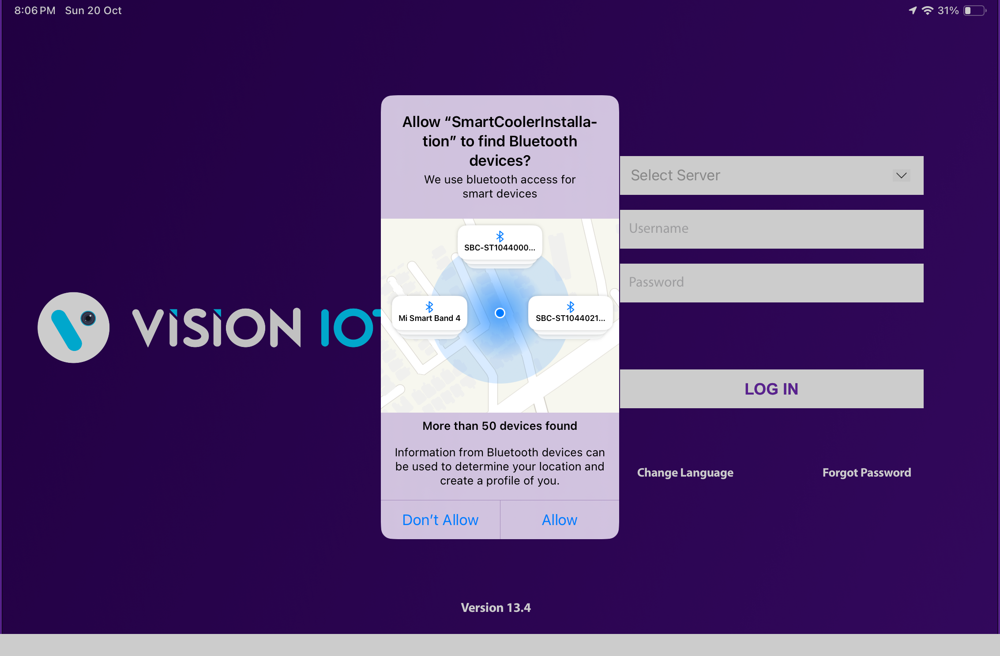 8:06 PM Sun 20 Oct
31%
Allow “SmartCoolerInstalla-
tion” to find Bluetooth
devices?
We use bluetooth access for
smart devices
SBC-ST1044000...
Mi Smart Band 4
SBC-ST1044021...
More than 50 devices found
Information from Bluetooth devices can
be used to determine your location and
create a profile of you.
Don’t Allow
Allow
VISION IOT
Select Server
Username
Password
LOG IN
Change Language
Forgot Password
Version 13.4